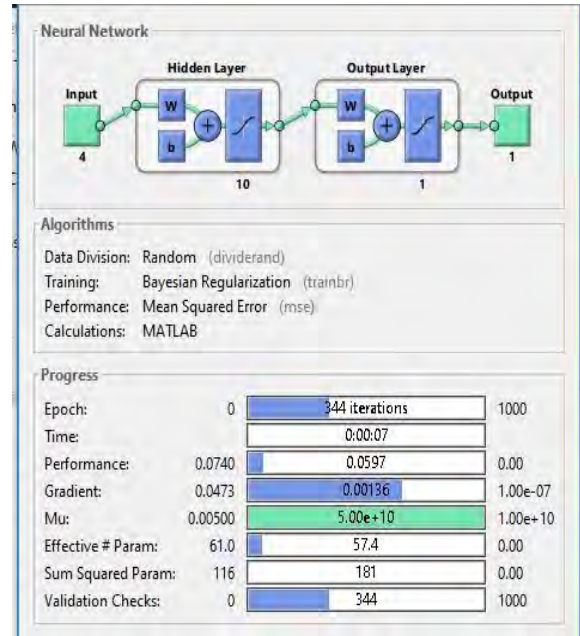 Neural Network
Hidden Layer
Output Layer
Input
Output
W
b
+
W
b
+
4
10
1
1
Algorithms
Data Division: Random (dividerand)
Training: Bayesian Regularization (trainbr)
Performance: Mean Squared Error (mse)
Calculations: MATLAB
Progress
Epoch: 0 344 iterations 1000
Time: 0:00:07
Performance: 0.0740 0.0597 0.00
Gradient: 0.0473 0.00136 1.00e-07
Mu: 0.00500 5.00e+10 1.00e+10
Effective # Param: 61.0 57.4 0.00
Sum Squared Param: 116 181 0.00
Validation Checks: 0 344 1000